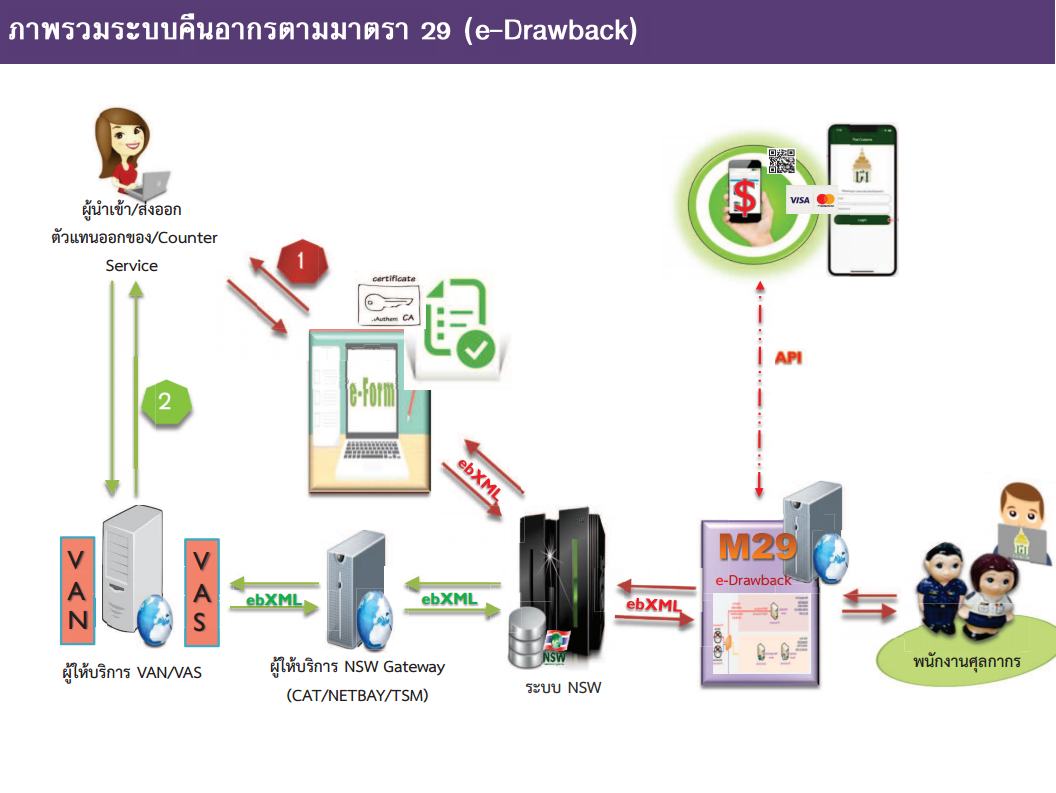 ภาพรวมระบบคืนอากรตามมาตรา 29 (e-Drawback)
ผู้นำเข้า/ส่งออก
ตัวแทนออกของ/Counter
Service
1
certificate
CA
e-Form
2
$
VISA
Login
API
ebXML
VAN
VAS
ebXML
ebXML
NSW
ebXML
M29
e-Drawback
ผู้ให้บริการ VAN/VAS
ผู้ให้บริการ NSW Gateway
(CAT/NETBAY/TSM)
ระบบ NSW
พนักงานศุลกากร